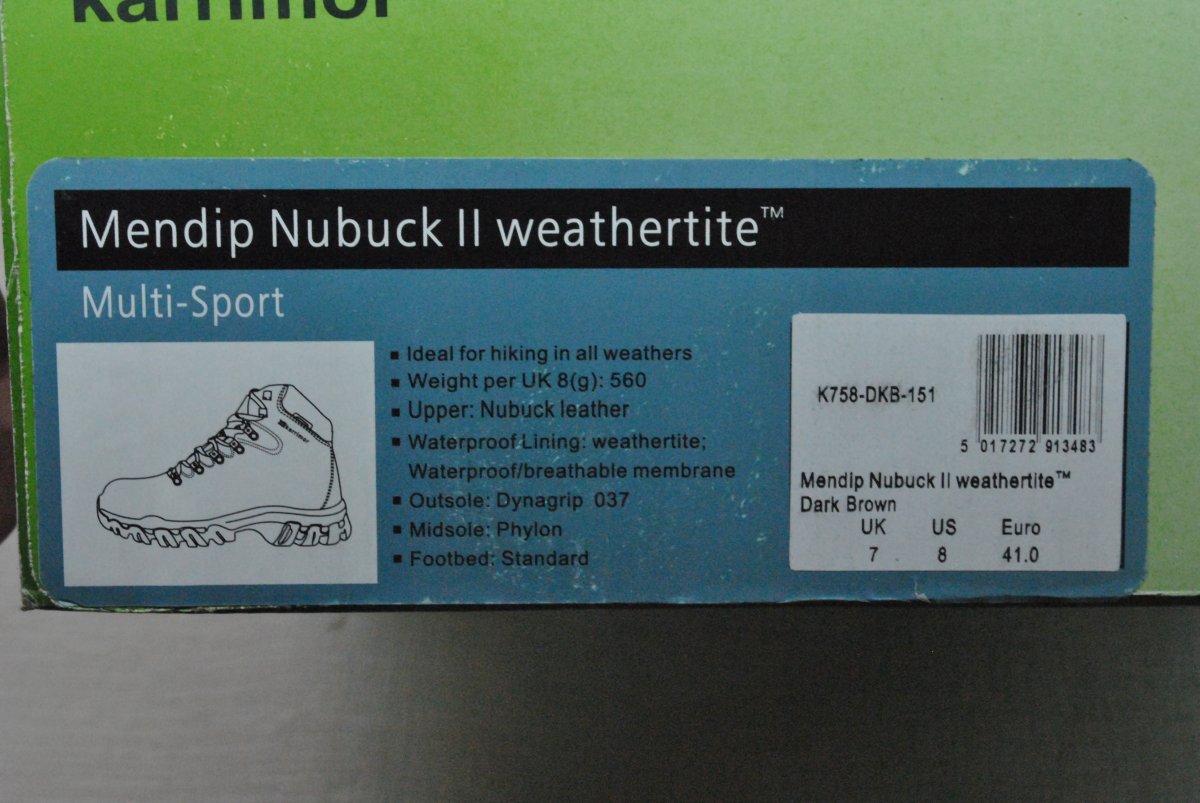 karrimor
Mendip Nubuck II weathertite™
Multi-Sport
▪ Ideal for hiking in all weathers
▪ Weight per UK 8(g): 560
▪ Upper: Nubuck leather
▪ Waterproof Lining: weathertite;
Waterproof/breathable membrane
▪ Outsole: Dynagrip 037
▪ Midsole: Phylon
▪ Footbed: Standard
karrimor
K758-DKB-151
5 017272 913483
Mendip Nubuck II weathertite™
Dark Brown
UK US Euro
7 8 41.0